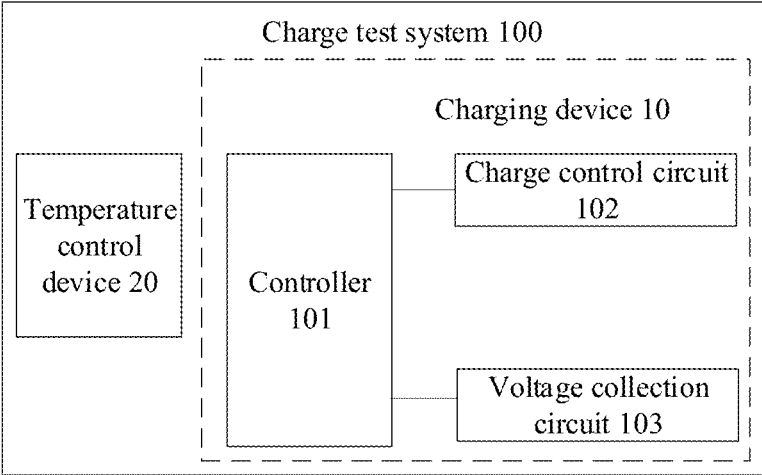 Charge test system 100
Charging device 10
Temperature
control
device 20
Controller
101
Charge control circuit
102
Voltage collection
circuit 103